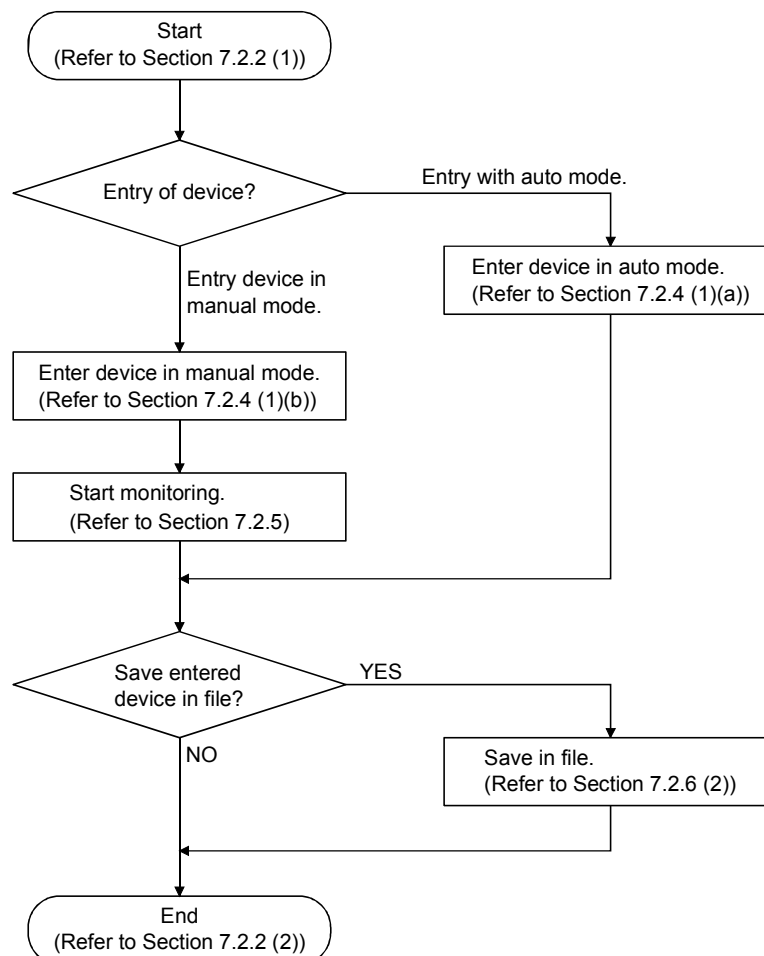 Start
(Refer to Section 7.2.2 (1))
Entry of device?
Entry with auto mode.
Enter device in auto mode.
(Refer to Section 7.2.4 (1)(a))
Entry device in
manual mode.
Enter device in manual mode.
(Refer to Section 7.2.4 (1)(b))
Start monitoring.
(Refer to Section 7.2.5)
Save entered
device in file?
YES
NO
Save in file.
(Refer to Section 7.2.6 (2))
End
(Refer to Section 7.2.2 (2))